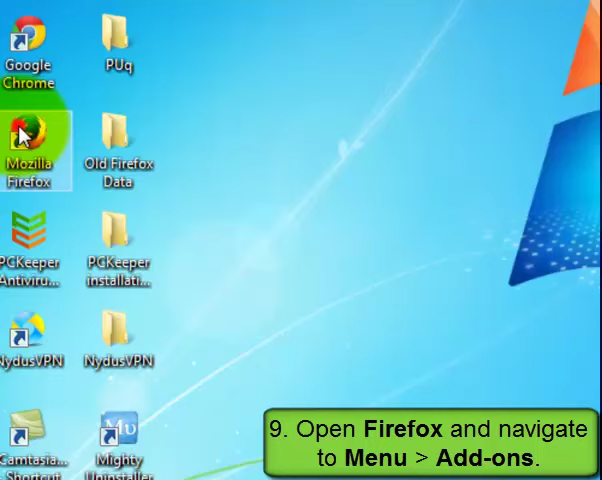 Google
Chrome
PUq
Mozilla
Firefox
Old Firefox
Data
PCKeeper
Antiviru...
PCKeeper
installati...
NydusVPN
NydusVPN
Camtasia...
Shortcut
Mu
Mighty
Uninstaller
9. Open Firefox and navigate
to Menu > Add-ons.